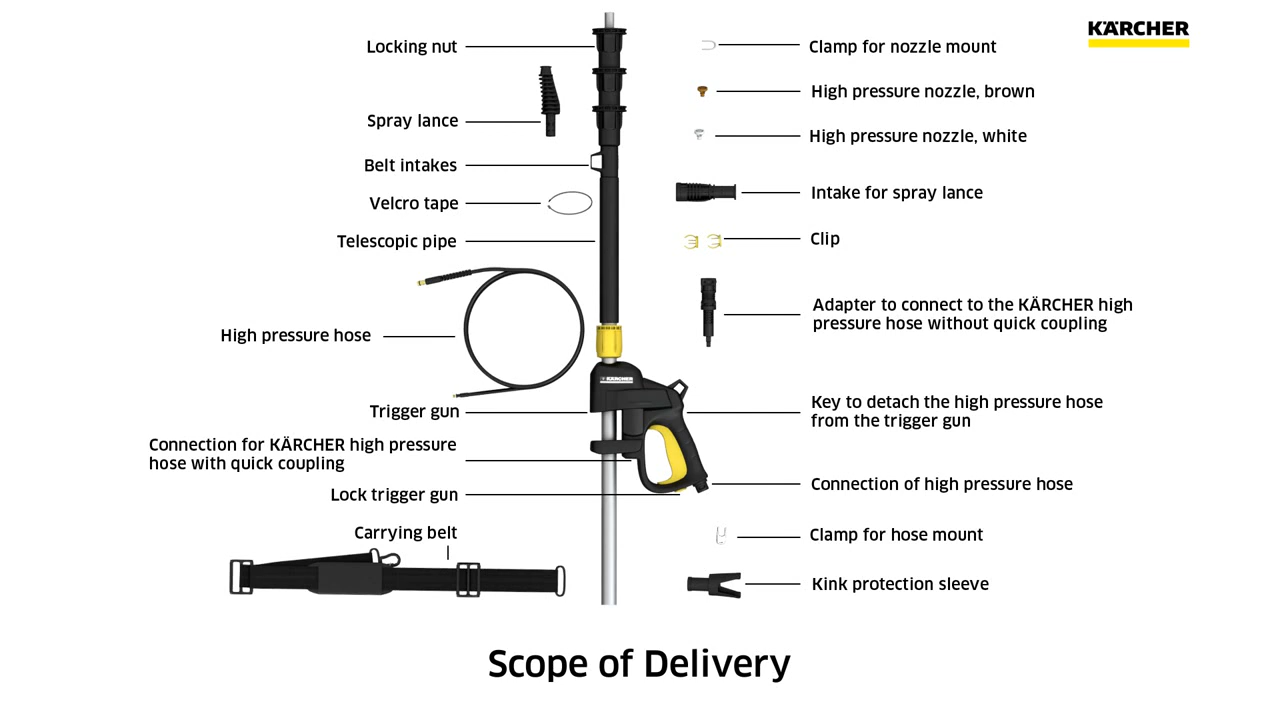 KÄRCHER
Locking nut
Spray lance
Belt intakes
Velcro tape
Telescopic pipe
High pressure hose
Trigger gun
Connection for KÄRCHER high pressure
hose with quick coupling
Lock trigger gun
Carrying belt
KÄRCHER
Clamp for nozzle mount
High pressure nozzle, brown
High pressure nozzle, white
Intake for spray lance
Clip
Adapter to connect to the KÄRCHER high
pressure hose without quick coupling
Key to detach the high pressure hose
from the trigger gun
Connection of high pressure hose
Clamp for hose mount
Kink protection sleeve
Scope of Delivery